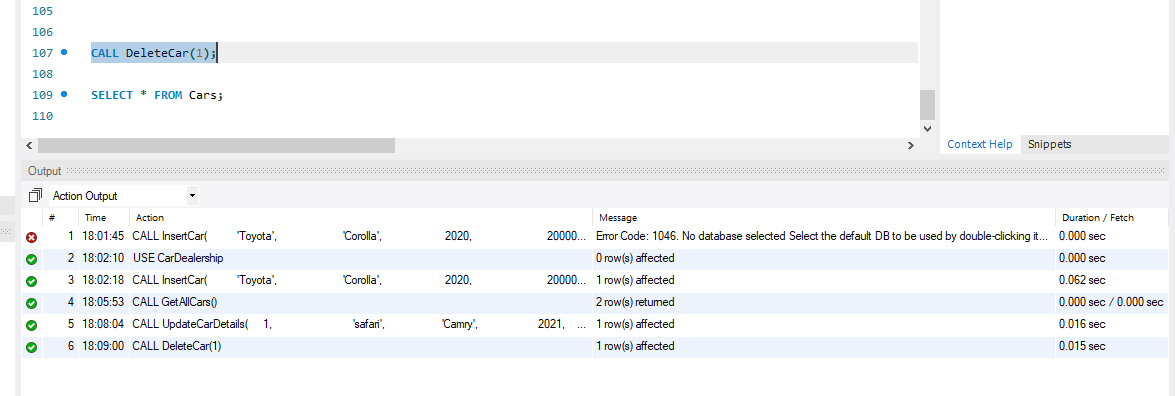 105
106
107 CALL DeleteCar(1);
108
109 SELECT * FROM Cars;
110
Context Help Snippets
Output
Action Output
# Time Action Message Duration / Fetch
1 18:01:45 CALL InsertCar( 'Toyota', 'Corolla', 2020, 20000... Error Code: 1046. No database selected Select the default DB to be used by double-clicking it... 0.000 sec
2 18:02:10 USE CarDealership 0 row(s) affected 0.000 sec
3 18:02:18 CALL InsertCar( 'Toyota', 'Corolla', 2020, 20000... 1 row(s) affected 0.062 sec
4 18:05:53 CALL GetAllCars() 2 row(s) returned 0.000 sec / 0.000 sec
5 18:08:04 CALL UpdateCarDetails( 1, 'safari', 'Camry', 2021, ... 1 row(s) affected 0.016 sec
6 18:09:00 CALL DeleteCar(1) 1 row(s) affected 0.015 sec